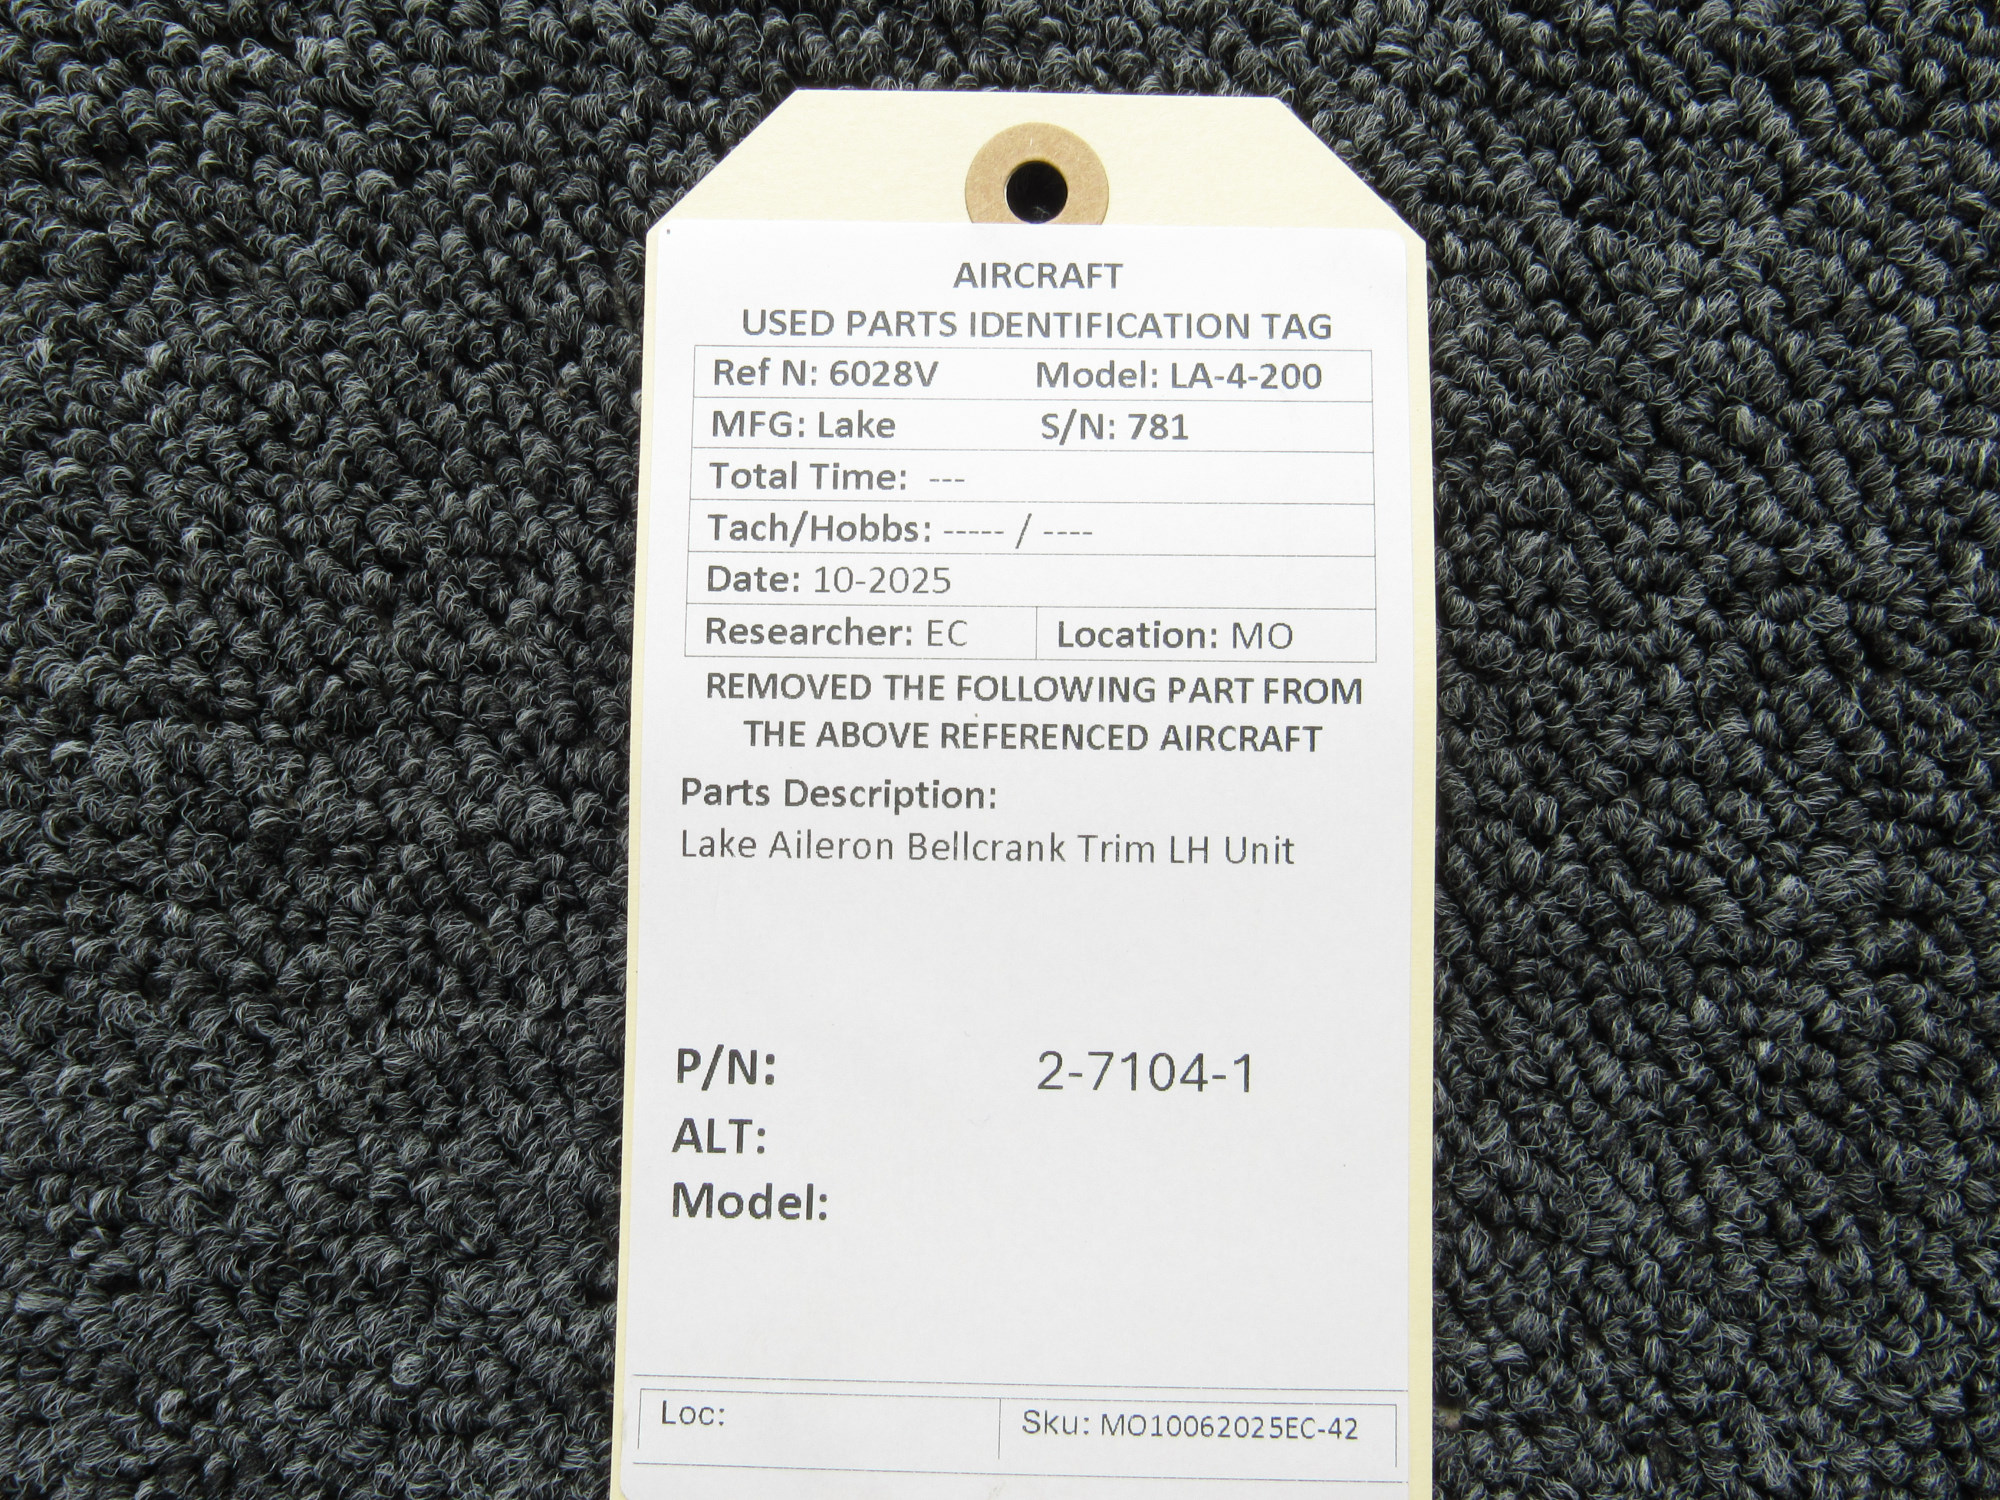 AIRCRAFT
USED PARTS IDENTIFICATION TAG
Ref N: 6028V Model: LA-4-200
MFG: Lake S/N: 781
Total Time: ---
Tach/Hobbs: ----- / ----
Date: 10-2025
Researcher: EC Location: MO
REMOVED THE FOLLOWING PART FROM
THE ABOVE REFERENCED AIRCRAFT
Parts Description:
Lake Aileron Bellcrank Trim LH Unit
P/N: 2-7104-1
ALT:
Model:
Loc: Sku: MO10062025EC-42